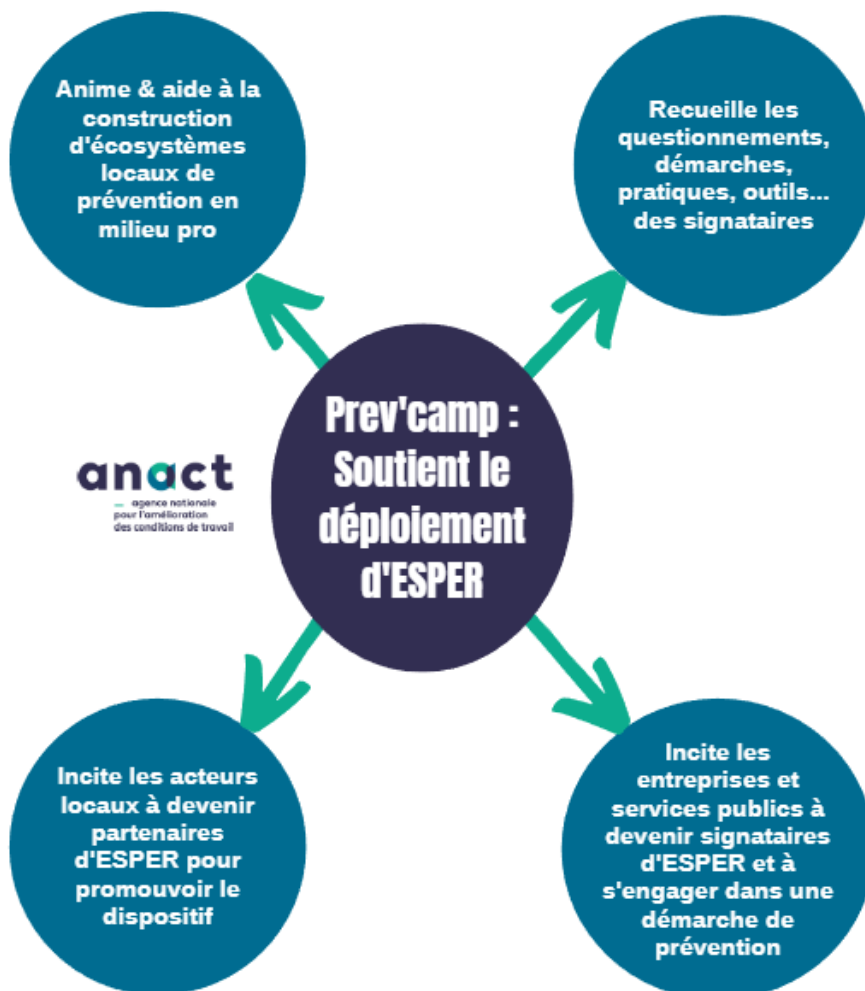 Anime & aide à la
construction
d'écosystèmes
locaux de
prévention en
milieu pro
Recueille les
questionnements,
démarches,
pratiques, outils...
des signataires
Prev'camp :
Soutient le
déploiement
d'ESPER
anact
agence nationale
pour l'amélioration
des conditions de travail
Incite les acteurs
locaux à devenir
partenaires
d'ESPER pour
promouvoir le
dispositif
Incite les
entreprises et
services publics à
devenir signataires
d'ESPER et à
s'engager dans une
démarche de
prévention